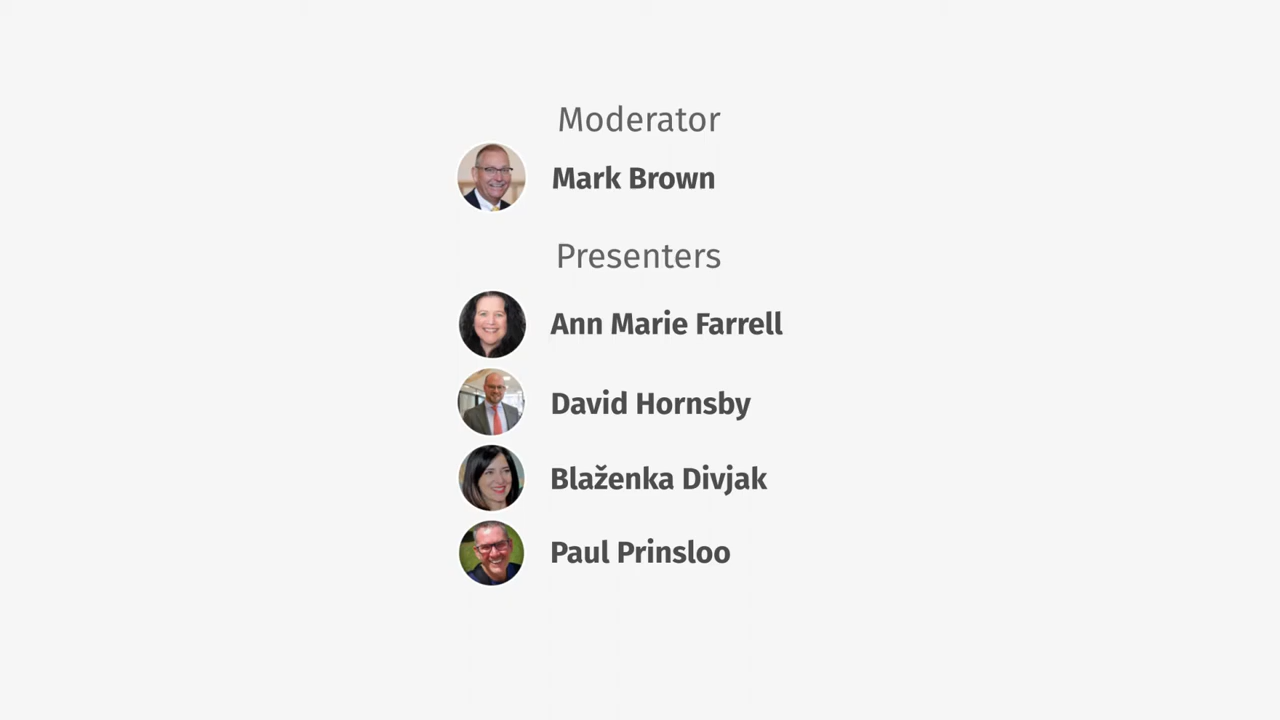 Moderator
Mark Brown
Presenters
Ann Marie Farrell
David Hornsby
Blaženka Divjak
Paul Prinsloo